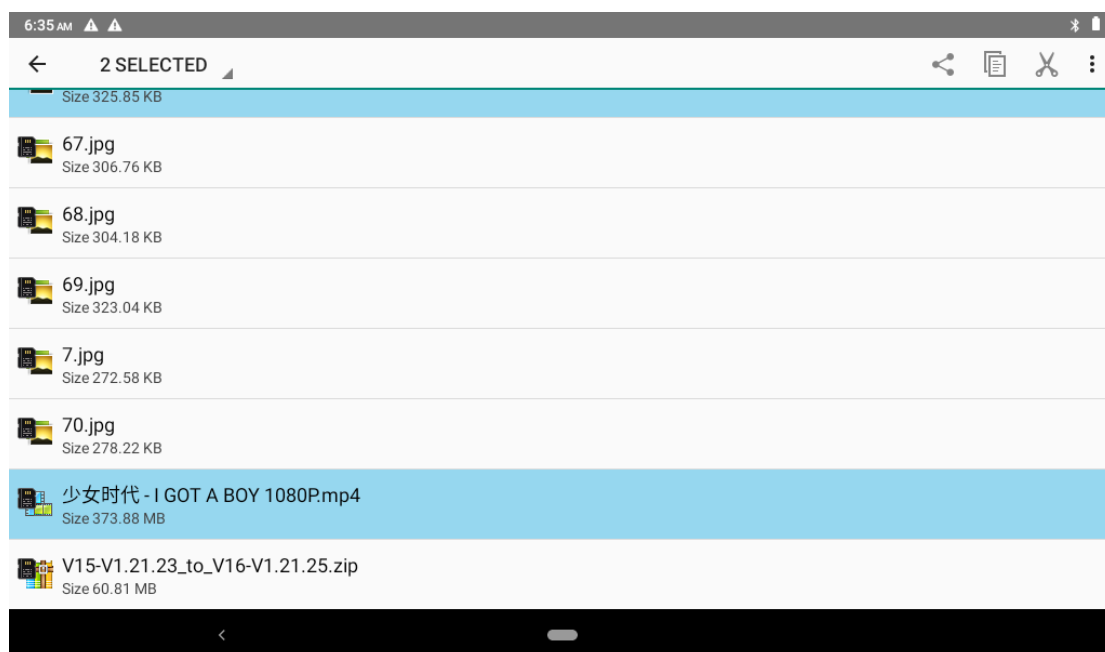 6:35 AM
2 SELECTED
Size 325.85 KB
67.jpg
Size 306.76 KB
68.jpg
Size 304.18 KB
69.jpg
Size 323.04 KB
7.jpg
Size 272.58 KB
70.jpg
Size 278.22 KB
少女时代 - I GOT A BOY 1080P.mp4
Size 373.88 MB
V15-V1.21.23_to_V16-V1.21.25.zip
Size 60.81 MB